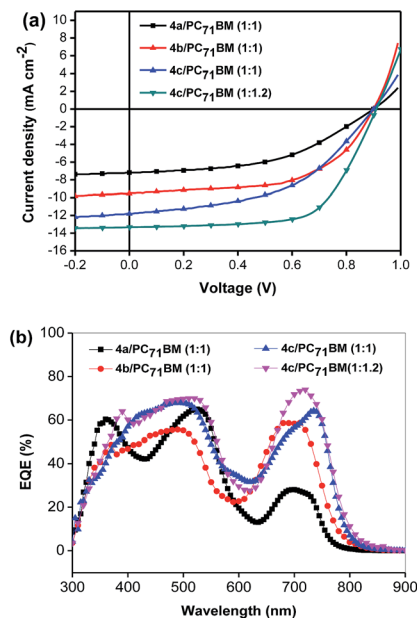 (a)
4a/PC71BM (1:1)
4b/PC71BM (1:1)
4c/PC71BM (1:1)
4c/PC71BM (1:1.2)
Current density (mA cm-2)
10
8
6
4
2
0
-2
-4
-6
-8
-10
-12
-14
-16
-0.2 0.0 0.2 0.4 0.6 0.8 1.0
Voltage (V)
(b)
4a/PC71BM (1:1) 4c/PC71BM (1:1)
4b/PC71BM (1:1) 4c/PC71BM(1:1.2)
EQE (%)
100
80
60
40
20
0
300 400 500 600 700 800 900
Wavelength (nm)